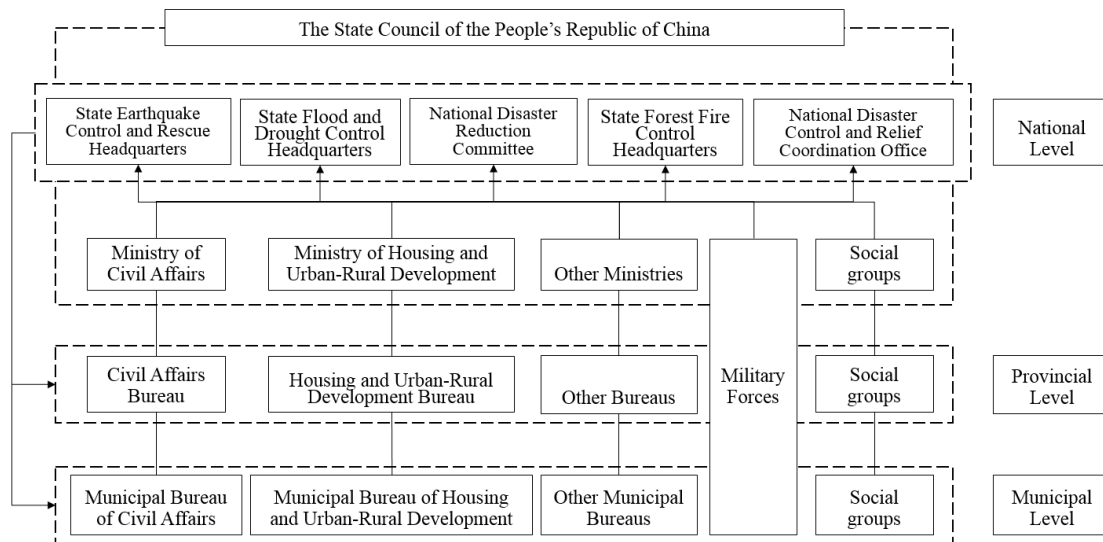 The State Council of the People's Republic of China
State Earthquake
Control and Rescue
Headquarters
State Flood and
Drought Control
Headquarters
National Disaster
Reduction
Committee
State Forest Fire
Control
Headquarters
National Disaster
Control and Relief
Coordination Office
National
Level
Ministry of
Civil Affairs
Ministry of Housing and
Urban-Rural Development
Other Ministries
Military
Forces
Social
groups
Civil Affairs
Bureau
Housing and Urban-Rural
Development Bureau
Other Bureaus
Social
groups
Provincial
Level
Municipal Bureau
of Civil Affairs
Municipal Bureau of Housing
and Urban-Rural Development
Other Municipal
Bureaus
Social
groups
Municipal
Level